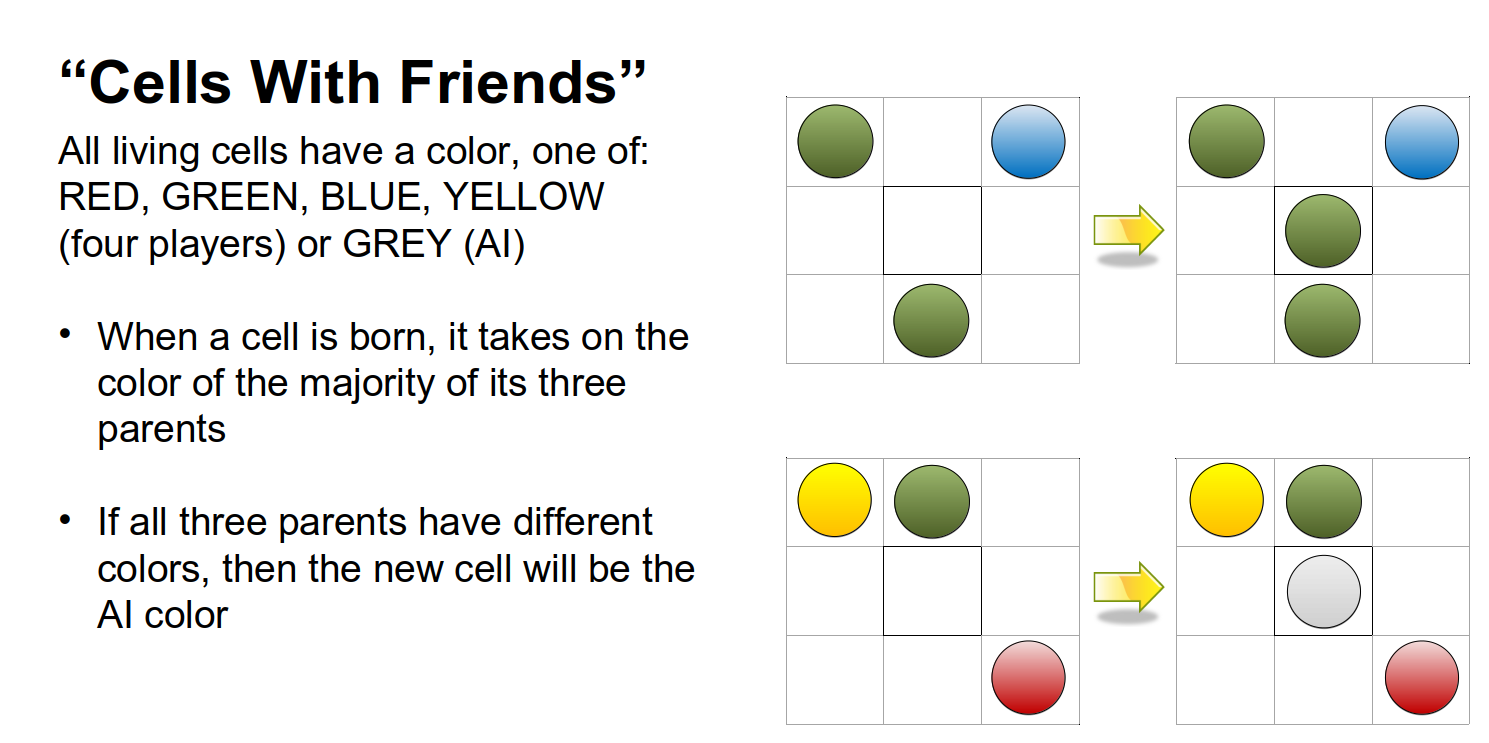 “Cells With Friends”
All living cells have a color, one of:
RED, GREEN, BLUE, YELLOW
(four players) or GREY (AI)
• When a cell is born, it takes on the
color of the majority of its three
parents
• If all three parents have different
colors, then the new cell will be the
AI color